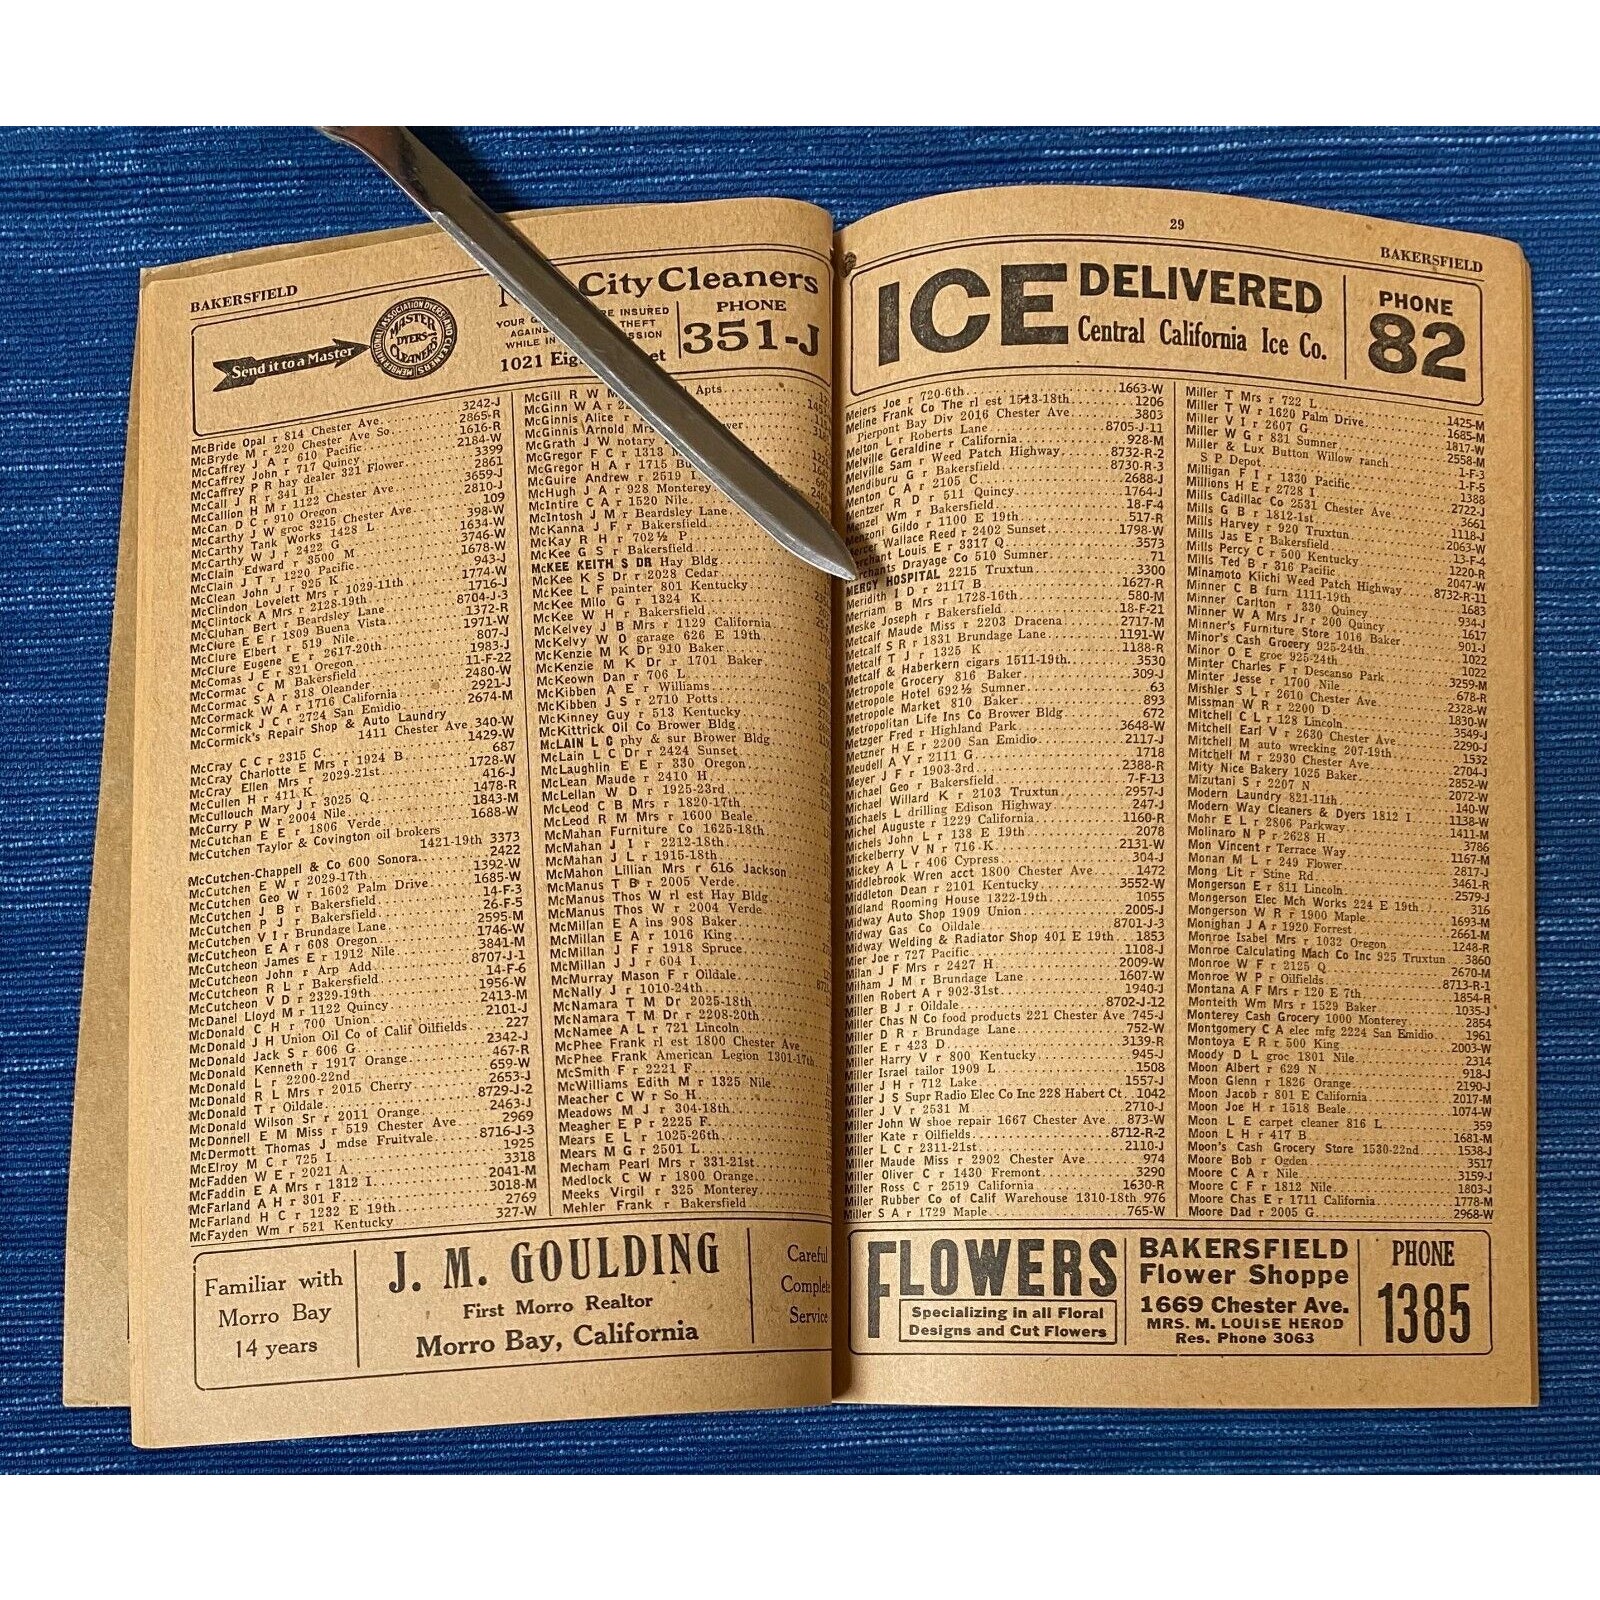 BAKERSFIELD
Send it to a Master
MASTER DYERS CLEANERS
City Cleaners
YOUR
INSURED
AGAINST
THEFT
WHILE IN
PHONE
351-J
1021
McBride Opal r 814 Chester Ave 3242-J
McBryde M r 220 Chester Ave So 2865-R
McCaffrey J A r 610 Pacific 1616-R
McCaffrey John r 717 Quincy 2184-W
McCaffrey P R hay dealer 321 Flower 3399
McCall J R r 341 H 2861
McCallion H M r 1122 Chester Ave 3659-J
McCan D C r 910 Oregon 2810-J
McCarthy J W groc 3215 Chester Ave 109
McCarthy Tank Works 1428 L 398-W
McCarthy W J r 2422 G 1634-W
McClain Edward r 3500 M 3746-W
McClain J T r 1220 Pacific 1678-W
McClean John J r 925 K 943-J
McClindon Lovelett Mrs r 1029-11th 1774-W
McClintock A Mrs r 2128-19th 1716-J
McCluhan Bert r Beardsley Lane 8704-J-3
McClure E E r 1809 Buena Vista 1372-R
McClure Elbert r 519 Nile 1971-W
McClure Eugene E r 2617-20th 807-J
McComas J E r 821 Oregon 1983-J
McCormac C M Bakersfield 11-F-22
McCormac S A r 318 Oleander 2480-W
McCormack W A r 1716 California 2921-J
McCormick J C r 2724 San Emidio 2674-M
McCormick's Repair Shop & Auto Laundry
1411 Chester Ave 340-W
McCray C C r 2315 C 1429-W
McCray Charlotte E Mrs r 1924 B 687
McCray Ellen Mrs r 2029-21st 1728-W
McCullen H r 411 K 416-J
McCullouch Mary J r 3025 Q 1478-R
McCurry P W r 2004 Nile 1843-M
McCutchan E E r 1806 Verde 1688-W
McCutchen Taylor & Covington oil brokers
1421-19th 3373
McCutchen-Chappell & Co 600 Sonora 2422
McCutchen E W r 2029-17th 1392-W
McCutchen Geo W r 1602 Palm Drive 1685-W
McCutchen J B r Bakersfield 14-F-3
McCutchen P J r Bakersfield 26-F-5
McCutchen V I r Brundage Lane 2595-M
McCutcheon E A r 608 Oregon 1746-W
McCutcheon James E r 1912 Nile 3841-M
McCutcheon John r Arp Add 8707-J-1
McCutcheon R L r Bakersfield 14-F-6
McCutcheon V D r 2329-19th 1956-W
McDanel Lloyd M r 1122 Quincy 2413-M
McDonald C H r 700 Union 2101-J
McDonald J H Union Oil Co of Calif Oilfields 227
McDonald Jack S r 606 G 2342-J
McDonald Kenneth r 1917 Orange 467-R
McDonald L r 2200-22nd 659-W
McDonald R L Mrs r 2015 Cherry 2653-J
McDonald T r Oildale 8729-J-2
McDonald Wilson Sr r 2011 Orange 2463-J
McDonnell E M Miss r 519 Chester Ave 2969
McDermott Thomas J mdse Fruitvale 8716-J-3
McElroy M C r 725 I 1925
McFadden W E r 2021 A 3318
McFaddin E A Mrs r 1312 I 2041-M
McFarland A H r 301 F 3018-M
McFarland H C r 1232 E 19th 2769
McFayden Wm r 521 Kentucky 327-W
McGill R W Apts
McGinn W A r
McGinnis Alice r
McGinnis Arnold Mrs
McGrath J W notary
McGregor F C r 1313
McGregor H A r 1715
McGuire Andrew r 2519
McHugh J A r 928 Monterey
McIntire C A r 1520 Nile
McIntosh J M r Beardsley Lane
McKanna J F r Bakersfield
McKay R H r 702½ P
McKee G S r Bakersfield
McKEE KEITH S DR Hay Bldg
McKee K S Dr r 2028 Cedar
McKee L F painter 801 Kentucky
McKee Milo G r 1324 K
McKee W H r Bakersfield
McKelvey J B Mrs r 1129 California
McKelvy W O garage 626 E 19th
McKenzie M K Dr 910 Baker
McKenzie M K Dr r 1701 Baker
McKeown Dan r 706 L
McKibben A E r Williams
McKibben J S r 2710 Potts
McKinney Guy r 513 Kentucky
McKittrick Oil Co Brower Bldg
McLAIN L C phy & sur Brower Bldg
McLain L C Dr r 2424 Sunset
McLaughlin E E r 330 Oregon
McLean Maude r 2410 H
McLellan W D r 1925-23rd
McLeod C B Mrs r 1820-17th
McLeod R M Mrs r 1600 Beale
McMahan Furniture Co 1625-18th
McMahan J I r 2212-18th
McMahan J L r 1915-18th
McMahon Lillian Mrs r 616 Jackson
McManus T B r 2005 Verde
McManus Thos W rl est Hay Bldg
McManus Thos W r 2004 Verde
McMillan E A ins 908 Baker
McMillan E A r 1016 King
McMillan J F r 1918 Spruce
McMillan J J r 604 I
McMurray Mason F r Oildale
McNally J r 1010-24th
McNamara T M Dr 2025-18th
McNamara T M Dr r 2208-20th
McNamee A L r 721 Lincoln
McPhee Frank rl est 1800 Chester Ave
McPhee Frank American Legion 1301-17th
McSmith F r 2221 F
McWilliams Edith M r 1325 Nile
Meacher C W r So H
Meadows M J r 304-18th
Meagher E P r 2225 F
Mears E L r 1025-26th
Mears M G r 2501 L
Mecham Pearl Mrs r 331-21st
Medlock C W r 1800 Orange
Meeks Virgil r 325 Monterey
Mehler Frank r Bakersfield
Familiar with
Morro Bay
14 years
J. M. GOULDING
First Morro Realtor
Morro Bay, California
Careful
Complete
Service
29
BAKERSFIELD
ICE DELIVERED
Central California Ice Co.
PHONE
82
Meiers Joe r 720-6th 1663-W
Meline Frank Co The rl est 1513-18th 1206
Pierpont Bay Div 2016 Chester Ave 3803
Melton L r Roberts Lane 8705-J-11
Melville Geraldine r California 928-M
Melville Sam r Weed Patch Highway 8732-R-2
Mendiburu G r Bakersfield 8730-R-3
Menton C A r 2105 C 2688-J
Mentzer R D r 511 Quincy 1764-J
Menzel Wm r Bakersfield 18-F-4
Menzoni Gildo r 1100 E 19th 517-R
Mercer Wallace Reed r 2402 Sunset 1798-W
Merchant Louis E r 3317 Q 3573
Merchants Drayage Co 510 Sumner 71
MERCY HOSPITAL 2215 Truxtun 3300
Meridith I D r 2117 B 1627-R
Merriam B Mrs r 1728-16th 580-M
Meske Joseph r Bakersfield 18-F-21
Metcalf Maude Miss r 2203 Dracena 2717-M
Metcalf S R r 1831 Brundage Lane 1191-W
Metcalf T J r 1325 K 1188-R
Metcalf & Haberkern cigars 1511-19th 3530
Metropole Grocery 816 Baker 309-J
Metropole Hotel 692½ Sumner 63
Metropole Market 810 Baker 893
Metropolitan Life Ins Co Brower Bldg 672
Metzger Fred r Highland Park 3648-W
Metzner H E r 2200 San Emidio 2117-J
Meudell A V r 2111 G 1718
Meyer J F r 1903-3rd 2388-R
Michael Geo r Bakersfield 7-F-13
Michael Willard K r 2103 Truxtun 2957-J
Michaels L drilling Edison Highway 247-J
Michel Auguste r 1229 California 1160-R
Michels John L r 138 E 19th 2078
Mickelberry V N r 716 K 2131-W
Mickey A L r 406 Cypress 304-J
Middlebrook Wren acct 1800 Chester Ave 1472
Middleton Dean r 2101 Kentucky 3552-W
Midland Rooming House 1322-19th 1055
Midway Auto Shop 1909 Union 2005-J
Midway Gas Co Oildale 8701-J-3
Midway Welding & Radiator Shop 401 E 19th 1853
Mier Joe r 727 Pacific 1108-J
Milan J F Mrs r 2427 H 2009-W
Milham J M r Brundage Lane 1607-W
Millen Robert A r 902-31st 1940-J
Miller B J r Oildale 8702-J-12
Miller Chas N Co food products 221 Chester Ave 745-J
Miller D R r Brundage Lane 752-W
Miller E r 423 D 3139-R
Miller Harry V r 800 Kentucky 945-J
Miller Israel tailor 1909 L 1508
Miller J H r 712 Lake 1557-J
Miller J S Supr Radio Elec Co Inc 228 Habert Ct 1042
Miller J V r 2531 M 2710-J
Miller John W shoe repair 1667 Chester Ave 873-W
Miller Kate r Oilfields 8712-R-2
Miller L C r 2311-21st 2110-J
Miller Maude Miss r 2902 Chester Ave 974
Miller Oliver C r 1430 Fremont 3290
Miller Ross C r 2519 California 1630-R
Miller Rubber Co of Calif Warehouse 1310-18th 976
Miller S A r 1729 Maple 765-W
Miller T Mrs r 722 L 1425-M
Miller T W r 1620 Palm Drive 1685-M
Miller V I r 2607 G 1817-W
Miller W G r 831 Sumner 2558-M
Miller & Lux Button Willow ranch 1-F-3
S P Depot 1-F-5
Milligan F I r 1330 Pacific 1388
Millions H E r 2728 I 2722-J
Mills Cadillac Co 2531 Chester Ave 3661
Mills G B r 1812-1st 1118-J
Mills Harvey r 920 Truxtun 2063-W
Mills Jas E r Bakersfield 13-F-4
Mills Percy C r 500 Kentucky 1220-R
Mills Ted B r 316 Pacific 2047-W
Minamoto Kiichi Weed Patch Highway 8732-R-11
Miner C B furn 1111-19th 1683
Minner Carlton r 330 Quincy 934-J
Minner W A Mrs Jr r 200 Quincy 1617
Minner's Furniture Store 1016 Baker 901-J
Minor's Cash Grocery 925-24th 1022
Minor O E groc 925-24th 1022
Minter Charles F r Descanso Park 3259-M
Minter Jesse r 1700 Nile 678-R
Mishler S L r 2610 Chester Ave 2328-W
Missman W R r 2200 D 1830-W
Mitchell C L r 128 Lincoln 3549-J
Mitchell Earl V r 2630 Chester Ave 2290-J
Mitchell M auto wrecking 207-19th 1532
Mitchell M r 2930 Chester Ave 2704-J
Mity Nice Bakery 1025 Baker 2852-W
Mizutani S r 2207 N 2072-W
Modern Laundry 821-11th 140-W
Modern Way Cleaners & Dyers 1812 I 1138-W
Mohr E L r 2806 Parkway 1411-M
Molinaro N P r 2628 H 3786
Mon Vincent r Terrace Way 1167-M
Monan M L r 249 Flower 2817-J
Mong Lit r Stine Rd 3461-R
Mongerson E r 811 Lincoln 2579-J
Mongerson Elec Mch Works 224 E 19th 316
Mongerson W R r 1900 Maple 1693-M
Monighan J A r 1920 Forrest 2661-M
Monroe Isabel Mrs r 1032 Oregon 1248-R
Monroe Calculating Mach Co Inc 925 Truxtun 3860
Monroe W F r 2125 Q 2670-M
Monroe W P r Oilfields 8713-R-1
Montana A F Mrs r 120 E 7th 1854-R
Monteith Wm Mrs r 1529 Baker 1035-J
Monterey Cash Grocery 1000 Monterey 2854
Montgomery C A elec mfg 2224 San Emidio 1961
Montoya E R r 500 King 2003-W
Moody D L groc 1801 Nile 2314
Moon Albert r 629 N 918-J
Moon Glenn r 1826 Orange 2190-J
Moon Jacob r 801 E California 2017-M
Moon Joe H r 1518 Beale 1074-W
Moon L E carpet cleaner 816 L 359
Moon L H r 417 B 1681-M
Moon's Cash Grocery Store 1530-22nd 1538-J
Moore Bob r Ogden 3517
Moore C A r Nile 3159-J
Moore C F r 1812 Nile 1803-J
Moore Chas E r 1711 California 1778-M
Moore Dad r 2005 G 2968-W
FLOWERS
Specializing in all Floral
Designs and Cut Flowers
BAKERSFIELD
Flower Shoppe
1669 Chester Ave.
MRS. M. LOUISE HEROD
Res. Phone 3063
PHONE
1385